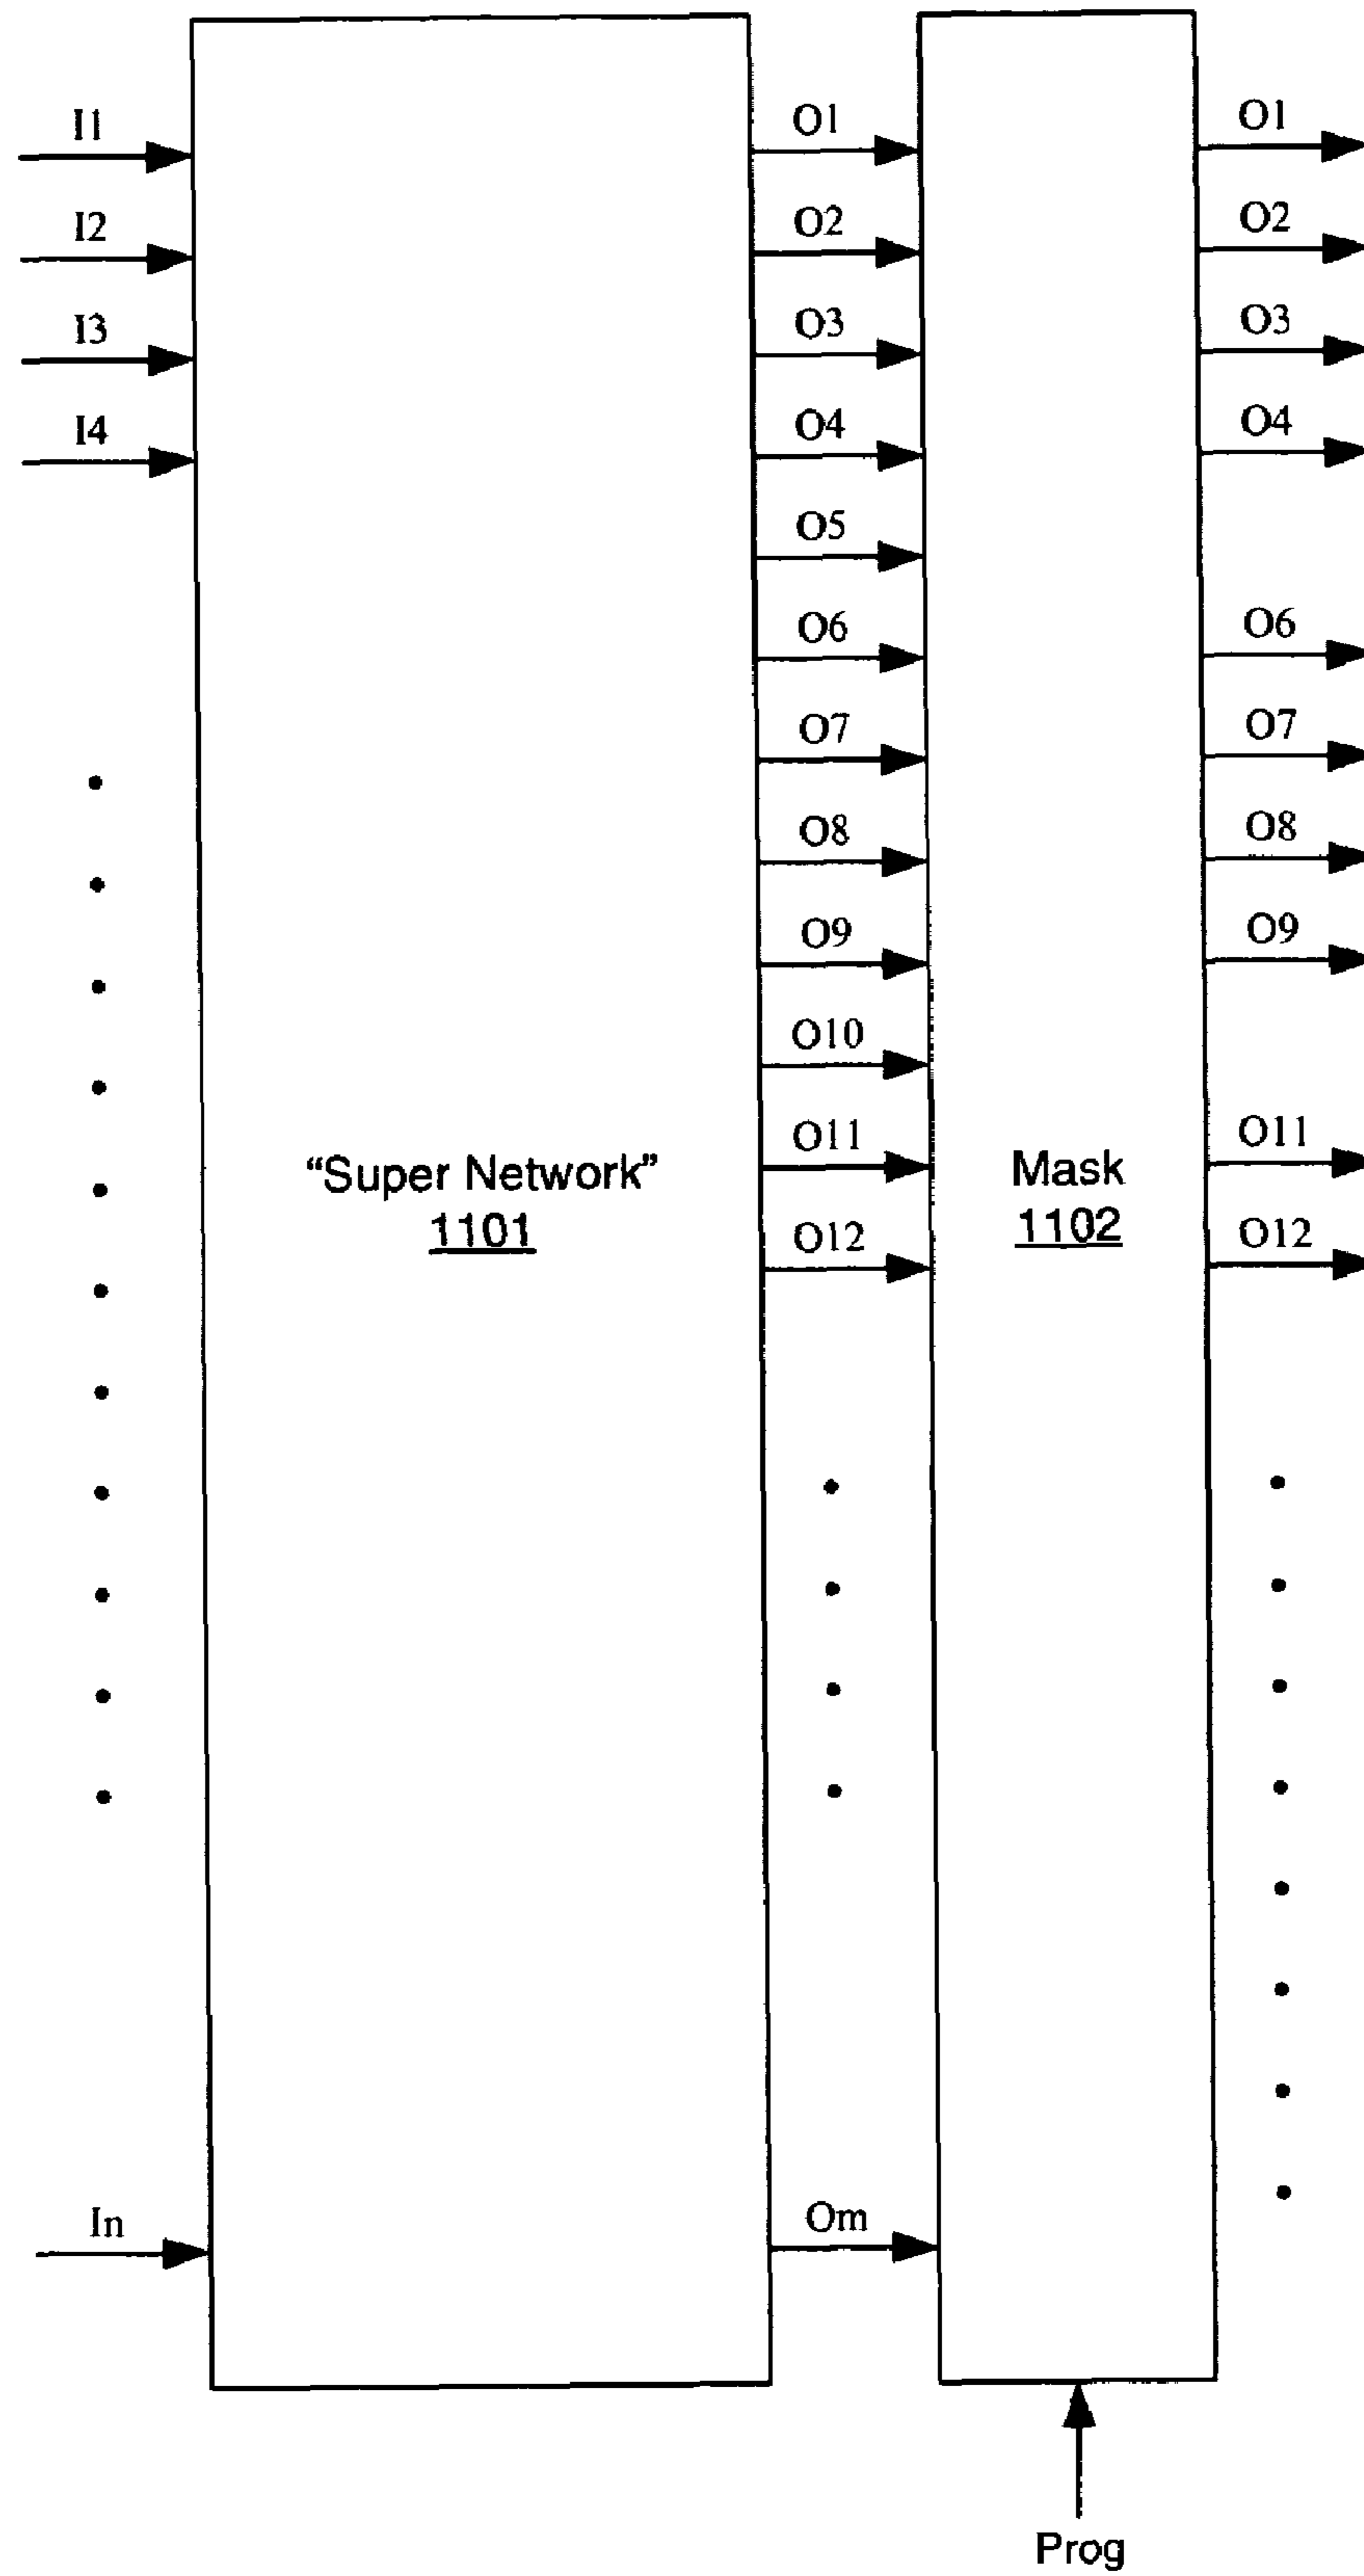 I1 O1 O1
I2 O2 O2
I3 O3 O3
I4 O4 O4
O5
O6 O6
O7 O7
O8 O8
O9 O9
O10
O11 O11
“Super Network” Mask
1101 1102
O12 O12
In Om
Prog